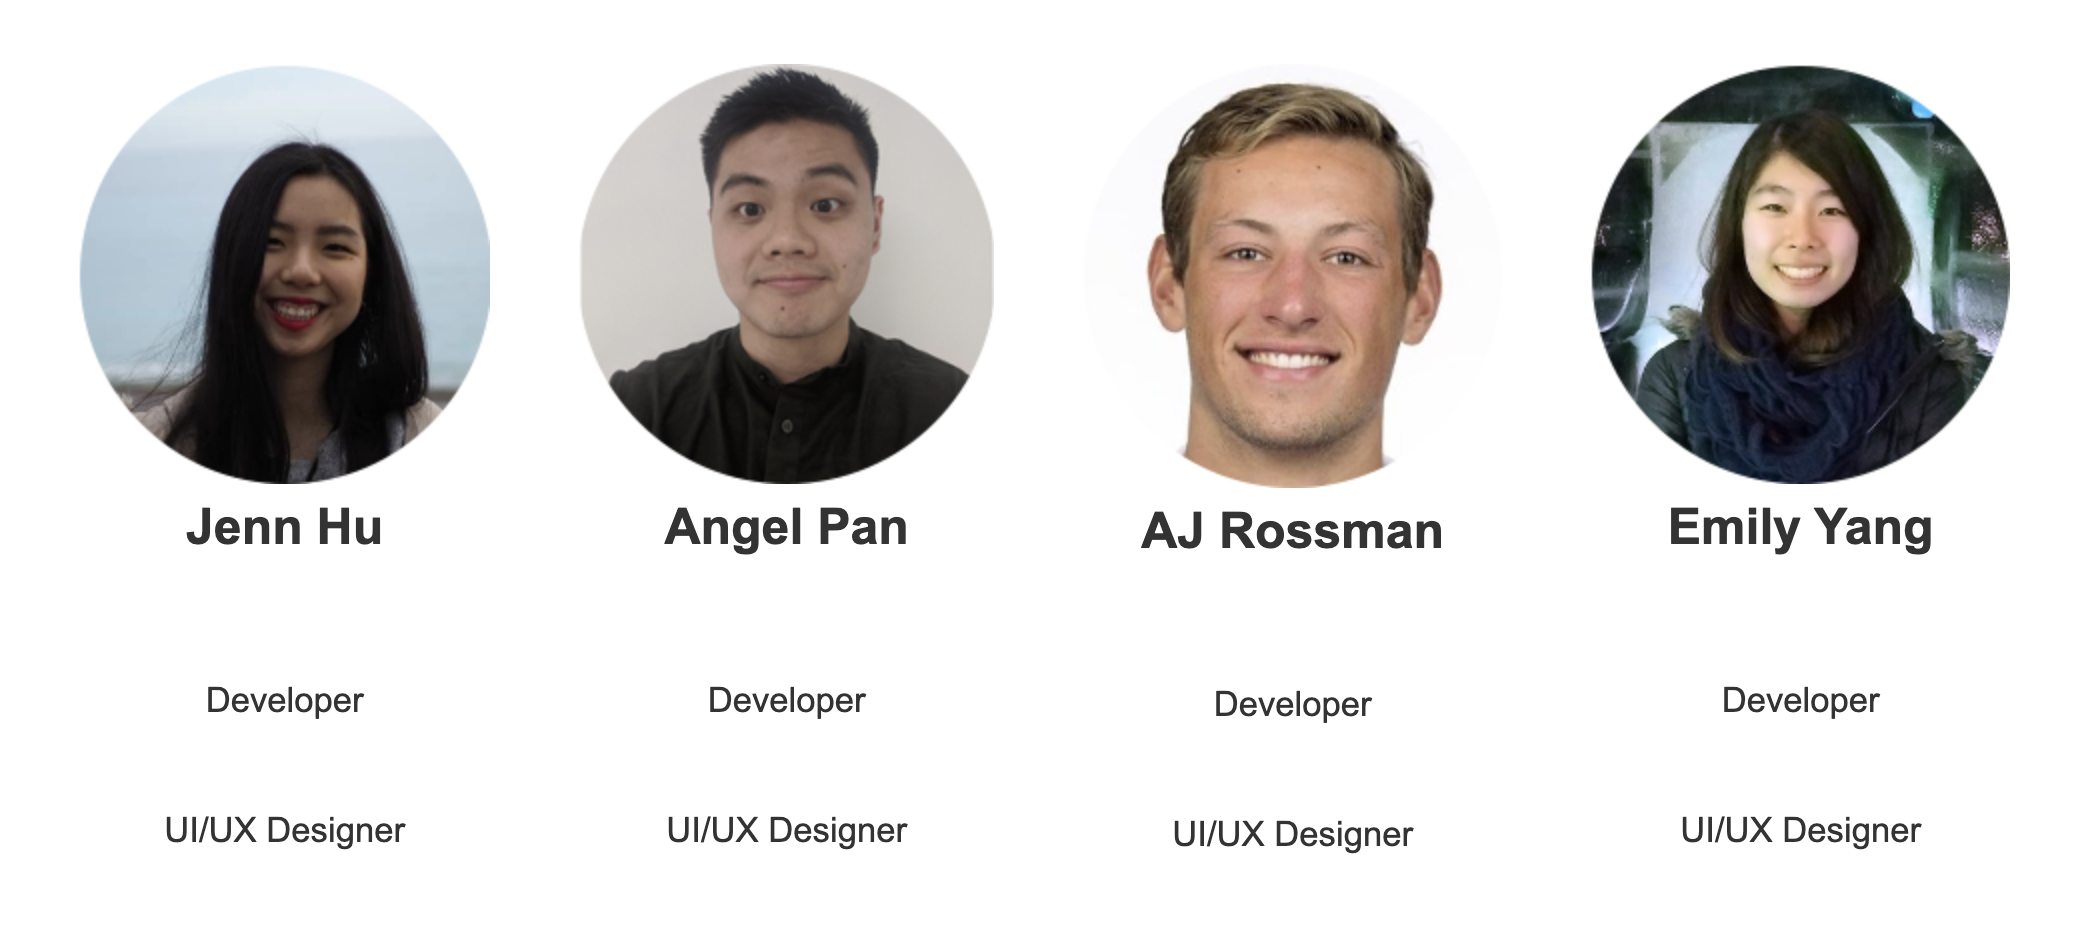 Jenn Hu
Angel Pan
AJ Rossman
Emily Yang
Developer
Developer
Developer
Developer
UI/UX Designer
UI/UX Designer
UI/UX Designer
UI/UX Designer